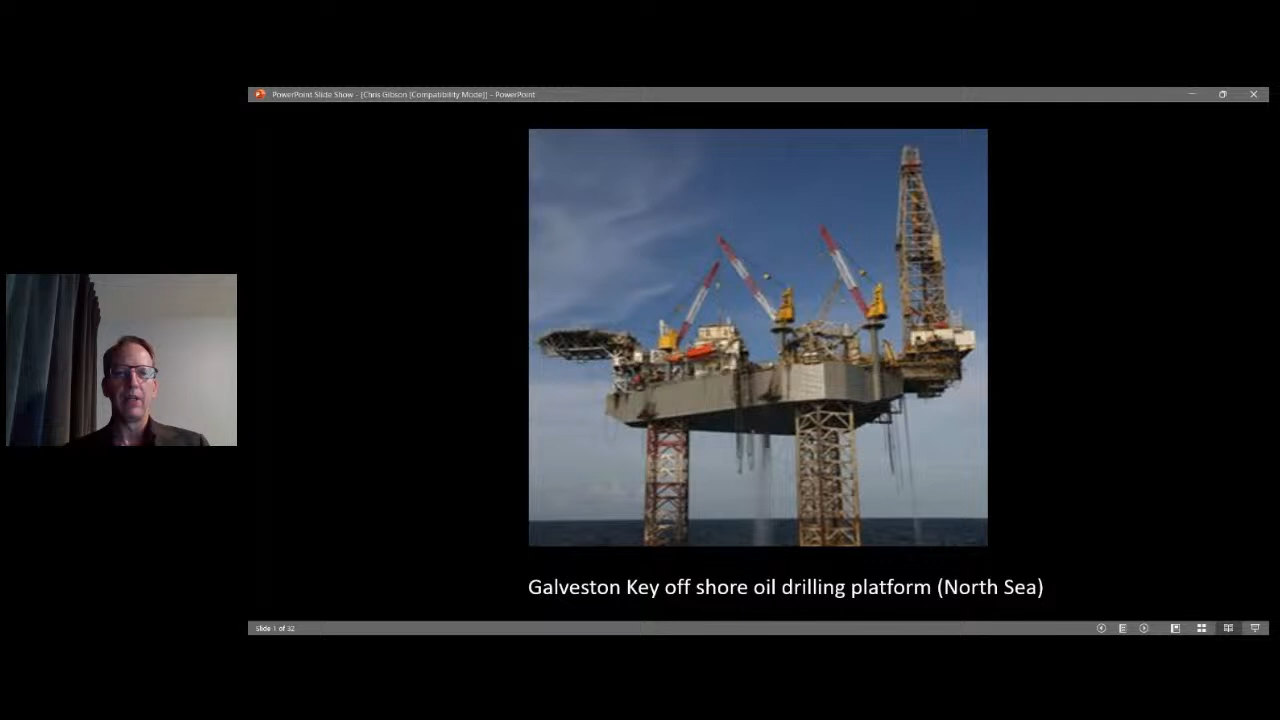 PowerPoint Slide Show - [Chris Gibson [Compatibility Mode]] - PowerPoint
Galveston Key off shore oil drilling platform (North Sea)
Slide 1 of 32